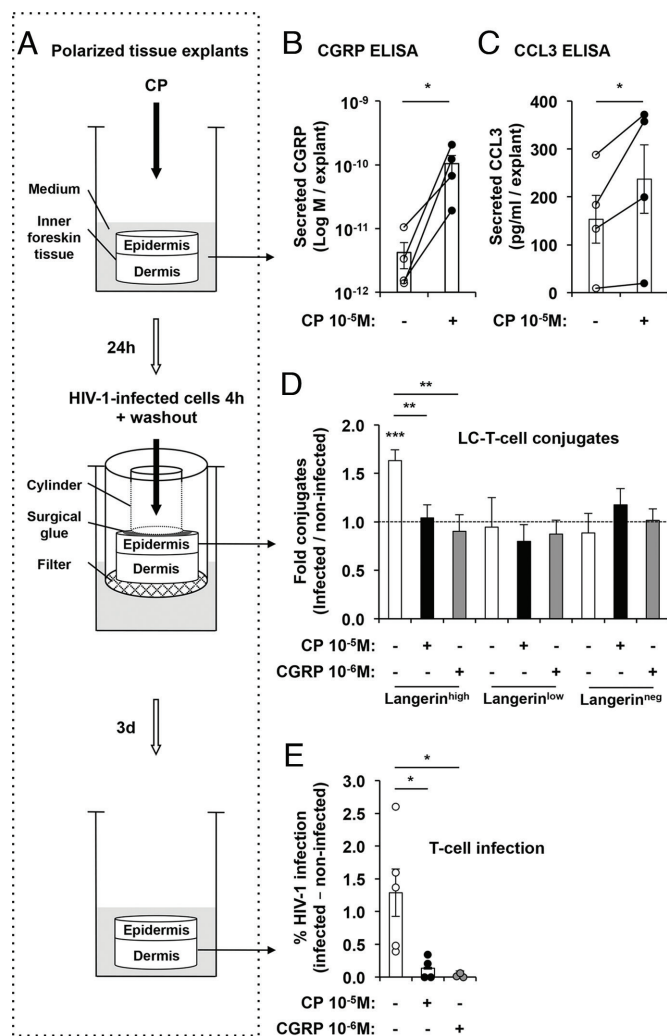 A
Polarized tissue explants
CP
Medium
Inner
foreskin
tissue
Epidermis
Dermis
24h
HIV-1-infected cells 4h
+ washout
Cylinder
Surgical
glue
Filter
Epidermis
Dermis
3d
Epidermis
Dermis
B
CGRP ELISA
*
Secreted CGRP
(Log M / explant)
10⁻⁹
10⁻¹⁰
10⁻¹¹
10⁻¹²
CP 10⁻⁵M: - +
C
CCL3 ELISA
*
Secreted CCL3
(pg/ml / explant)
400
300
200
100
0
CP 10⁻⁵M: - +
D
**
**
***
LC-T-cell conjugates
Fold conjugates
(Infected / non-infected)
2.0
1.5
1.0
0.5
0.0
CP 10⁻⁵M: - + - - + - - + -
CGRP 10⁻⁶M: - - + - - + - - +
Langerinʰⁱᵍʰ Langerinˡᵒʷ Langerinⁿᵉᵍ
E
*
*
T-cell infection
% HIV-1 infection
(infected – non-infected)
3.0
2.5
2.0
1.5
1.0
0.5
0.0
CP 10⁻⁵M: - + -
CGRP 10⁻⁶M: - - +